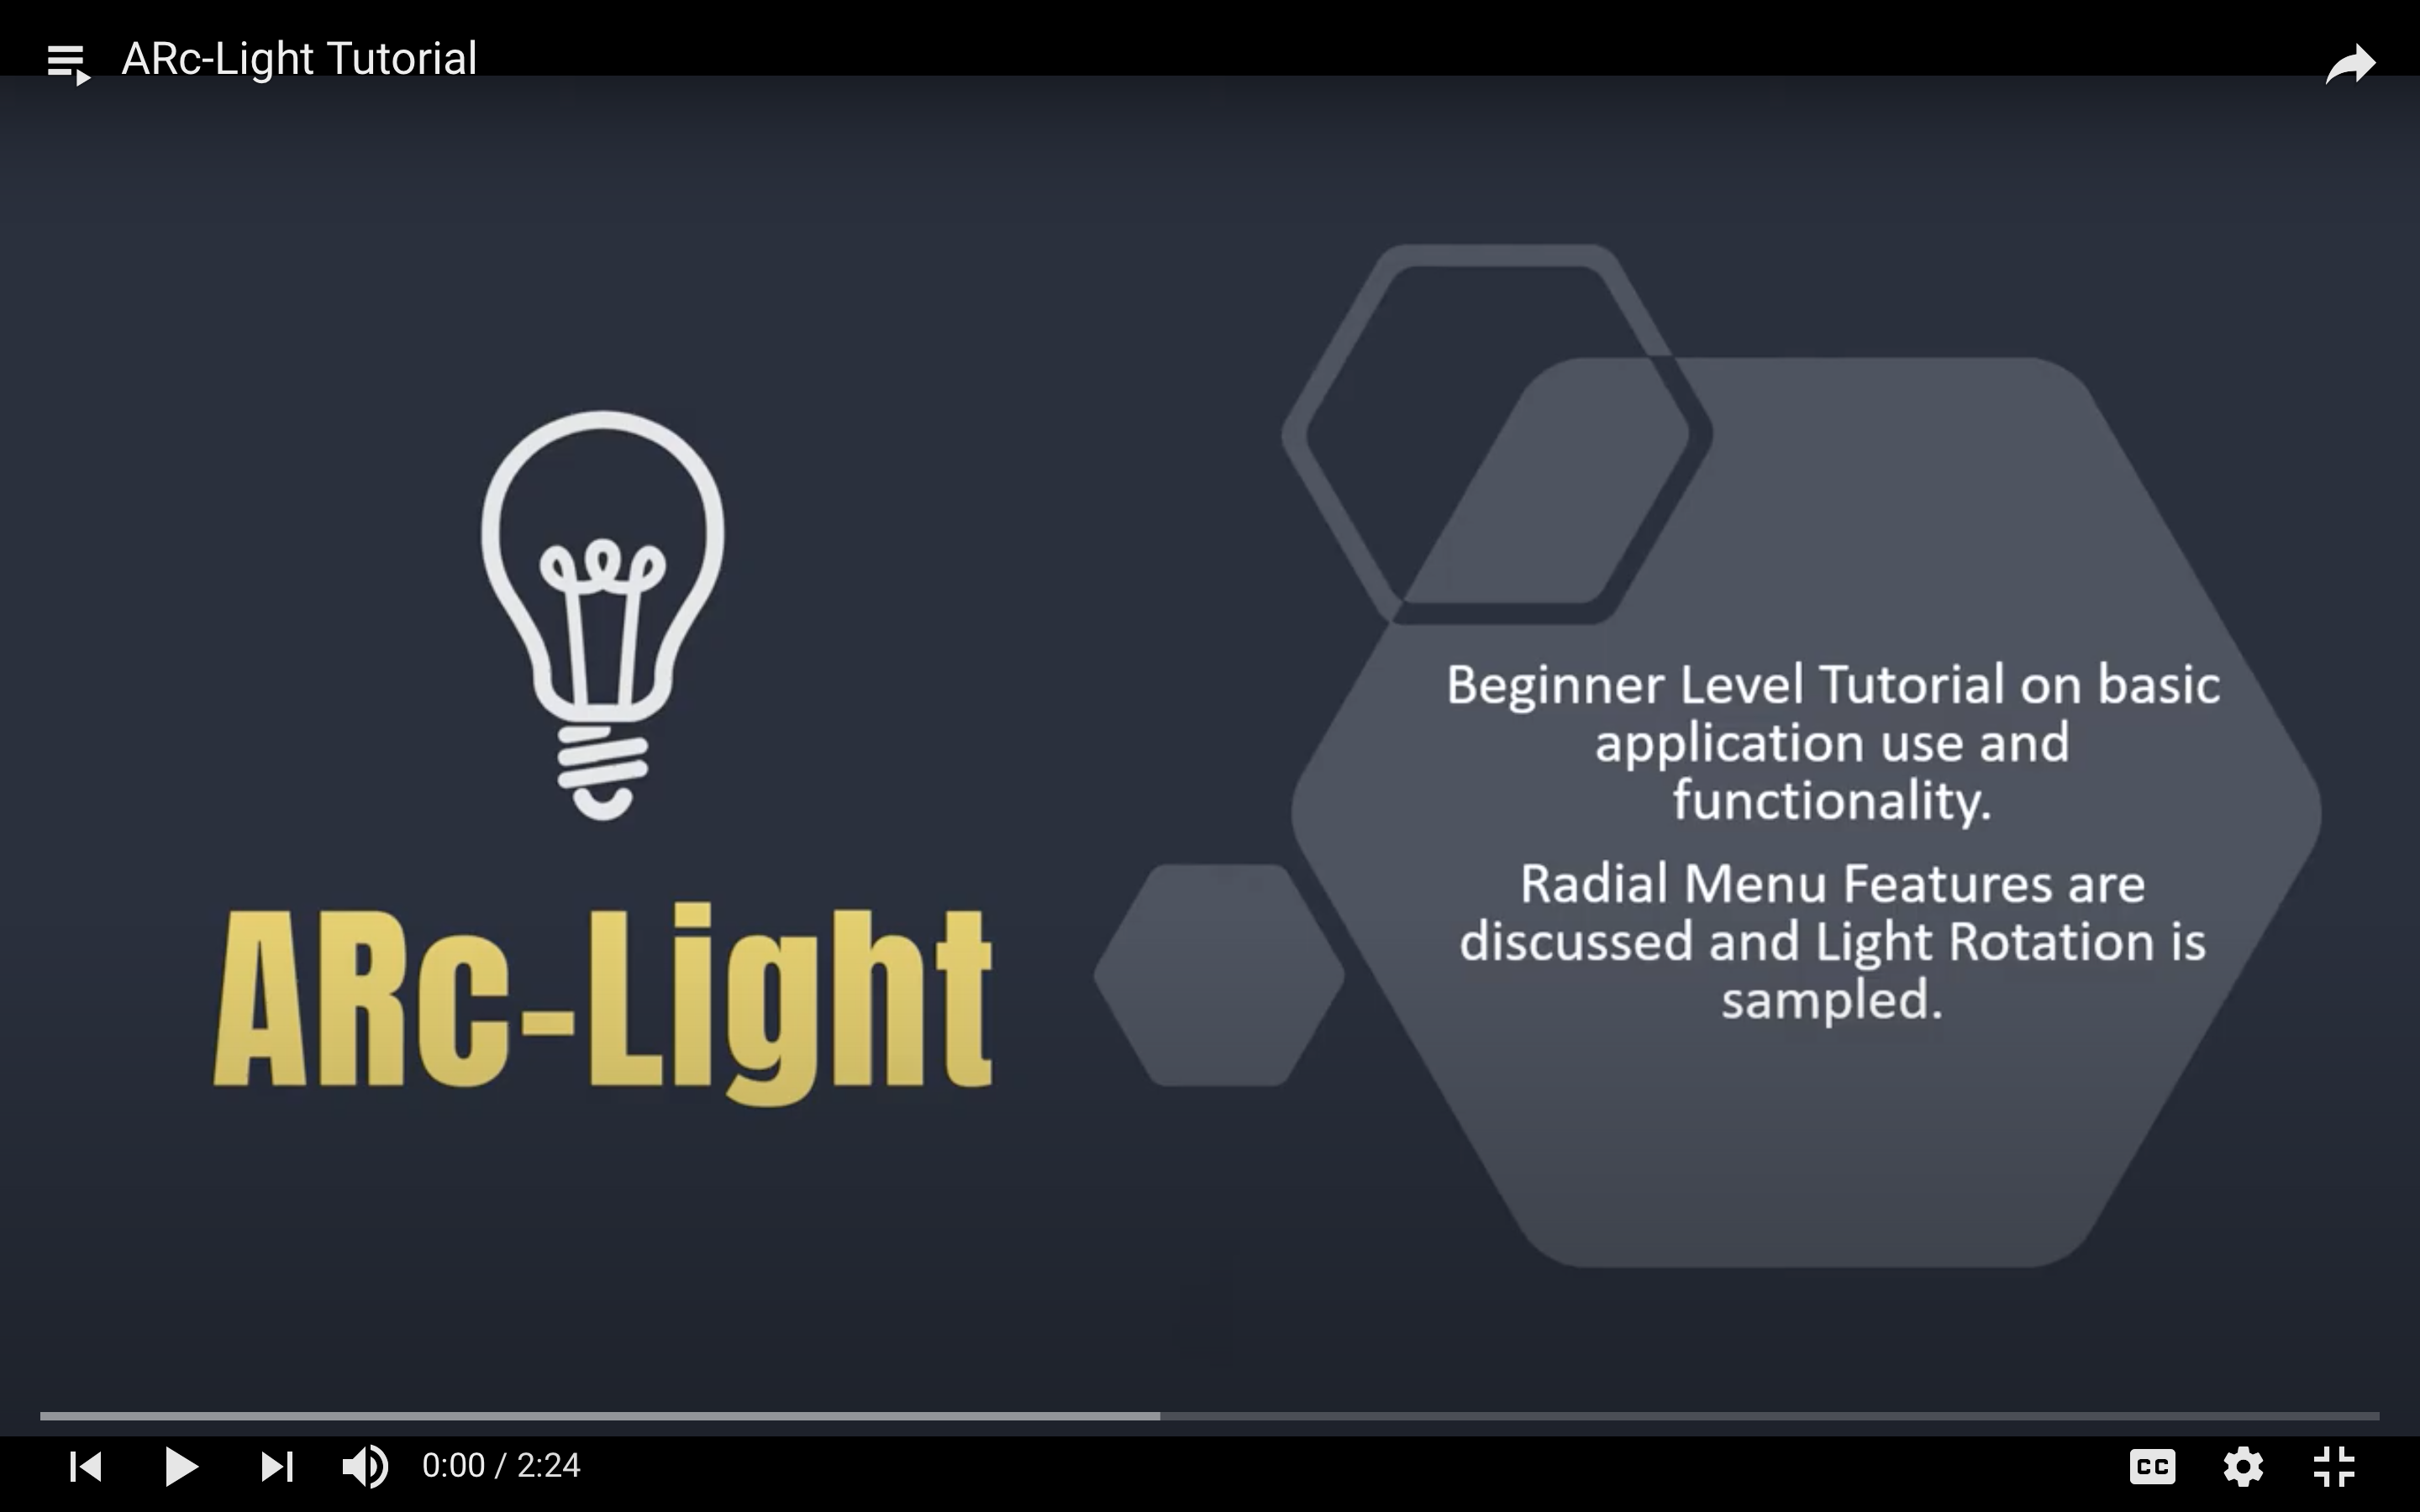 ARc-Light Tutorial
ARc-Light
Beginner Level Tutorial on basic
application use and
functionality.
Radial Menu Features are
discussed and Light Rotation is
sampled.
0:00 / 2:24
CC